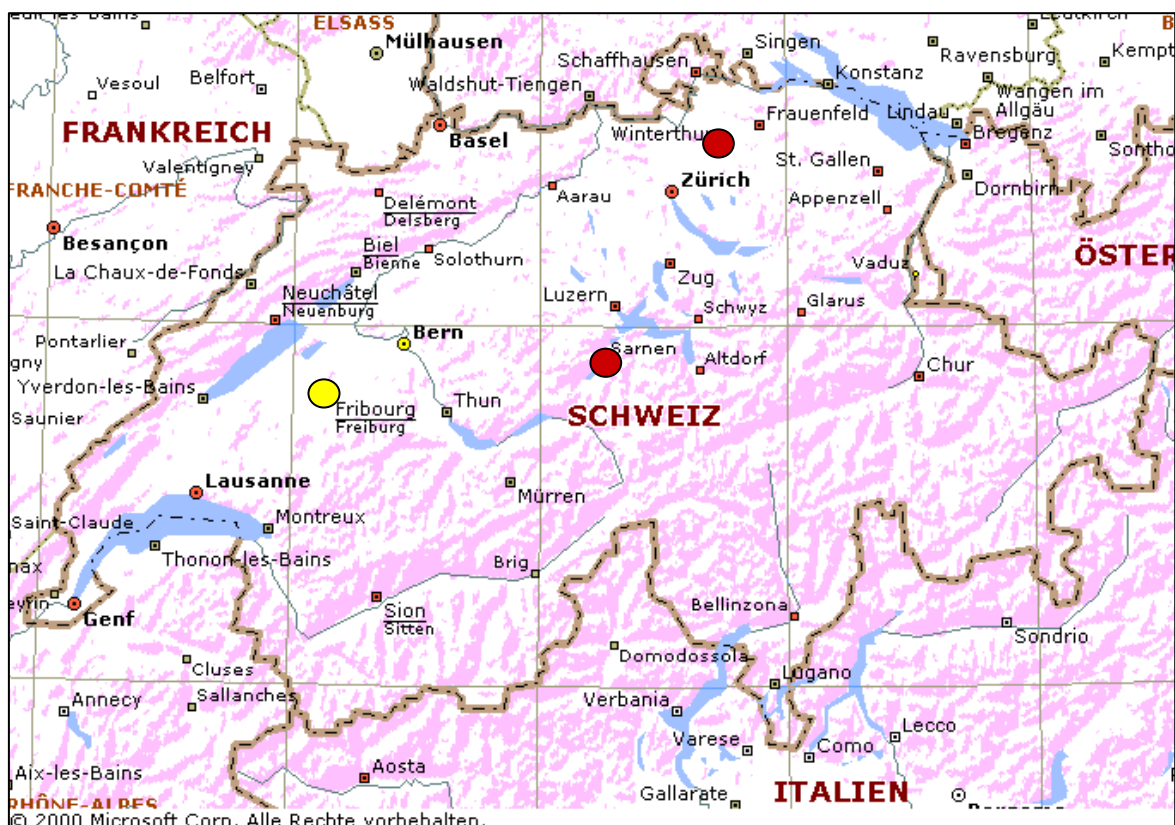 ELSASS
Mülhausen
Singen
Ravensburg
Kempt
Schaffhausen
Vesoul
Belfort
Waldshut-Tiengen
Konstanz
Wangen im
Allgäu
Lindau
FRANKREICH
Basel
Winterthur
Frauenfeld
Bregenz
Sontho
Valentigney
St. Gallen
FRANCHE-COMTÉ
Delémont
Delsberg
Aarau
Zürich
Dornbirn
Appenzell
Besançon
Biel
Bienne
Solothurn
La Chaux-de-Fonds
Zug
Vaduz
ÖSTER
Neuchâtel
Neuenburg
Luzern
Schwyz
Glarus
Pontarlier
Bern
igny
Sarnen
Altdorf
Chur
Yverdon-les-Bains
Saunier
Fribourg
Freiburg
Thun
SCHWEIZ
Lausanne
Mürren
Saint-Claude
Montreux
Thonon-les-Bains
nax
Brig
eyrin
Genf
Sion
Sitten
Bellinzona
Sondrio
Cluses
Domodossola
Lugano
Annecy
Sallanches
Verbania
Lecco
Varese
Como
Aix-les-Bains
Aosta
Gallarate
ITALIEN
RHÔNE-ALPES
© 2000 Microsoft Corp. Alle Rechte vorbehalten.